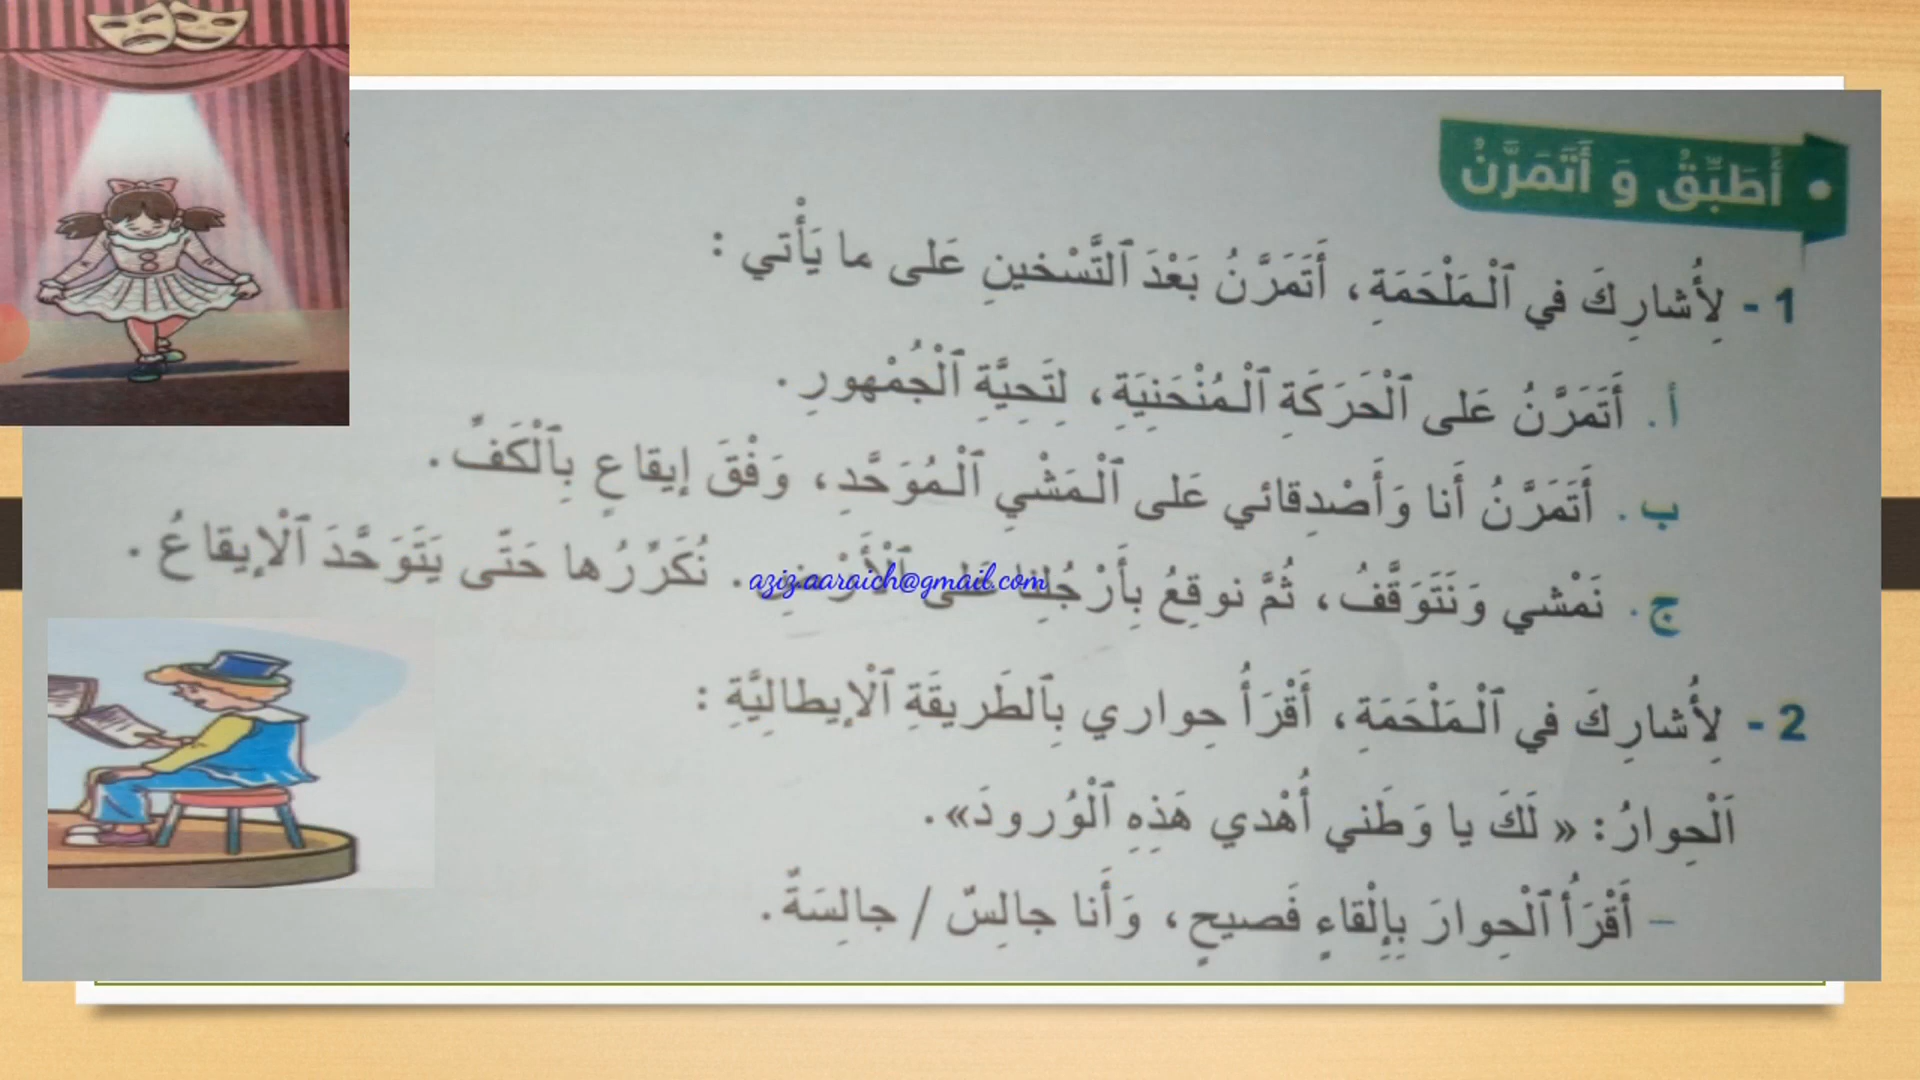 • أُطَبِّقُ وَ أَتَمَرَّنُ
1 - لِأُشارِكَ في ٱلْمَلْحَمَةِ، أَتَمَرَّنُ بَعْدَ ٱلتَّسْخينِ عَلى ما يَأْتي :
أ. أَتَمَرَّنُ عَلى ٱلْحَرَكَةِ ٱلْمُنْحَنِيَةِ، لِتَحِيَّةِ ٱلْجُمْهورِ.
ب. أَتَمَرَّنُ أَنا وَأَصْدِقائي عَلى ٱلْمَشْيِ ٱلْمُوَحَّدِ، وَفْقَ إيقاعٍ بِٱلْكَفِّ.
ج. نَمْشي وَنَتَوَقَّفُ، ثُمَّ نوقِعُ بِأَرْجُلِنا عَلى ٱلْأَرْضِ. نُكَرِّرُها حَتّى يَتَوَحَّدَ ٱلْإيقاعُ.
aziz.aaraich@gmail.com
2 - لِأُشارِكَ في ٱلْمَلْحَمَةِ، أَقْرَأُ حِواري بِٱلطَريقَةِ ٱلْإيطالِيَّةِ :
اَلْحِوارُ: « لَكَ يا وَطَني أُهْدي هَذِهِ ٱلْوُرودَ».
– أَقْرَأُ ٱلْحِوارَ بِإِلْقاءٍ فَصيحٍ، وَأَنا جالِسٌ / جالِسَةٌ.